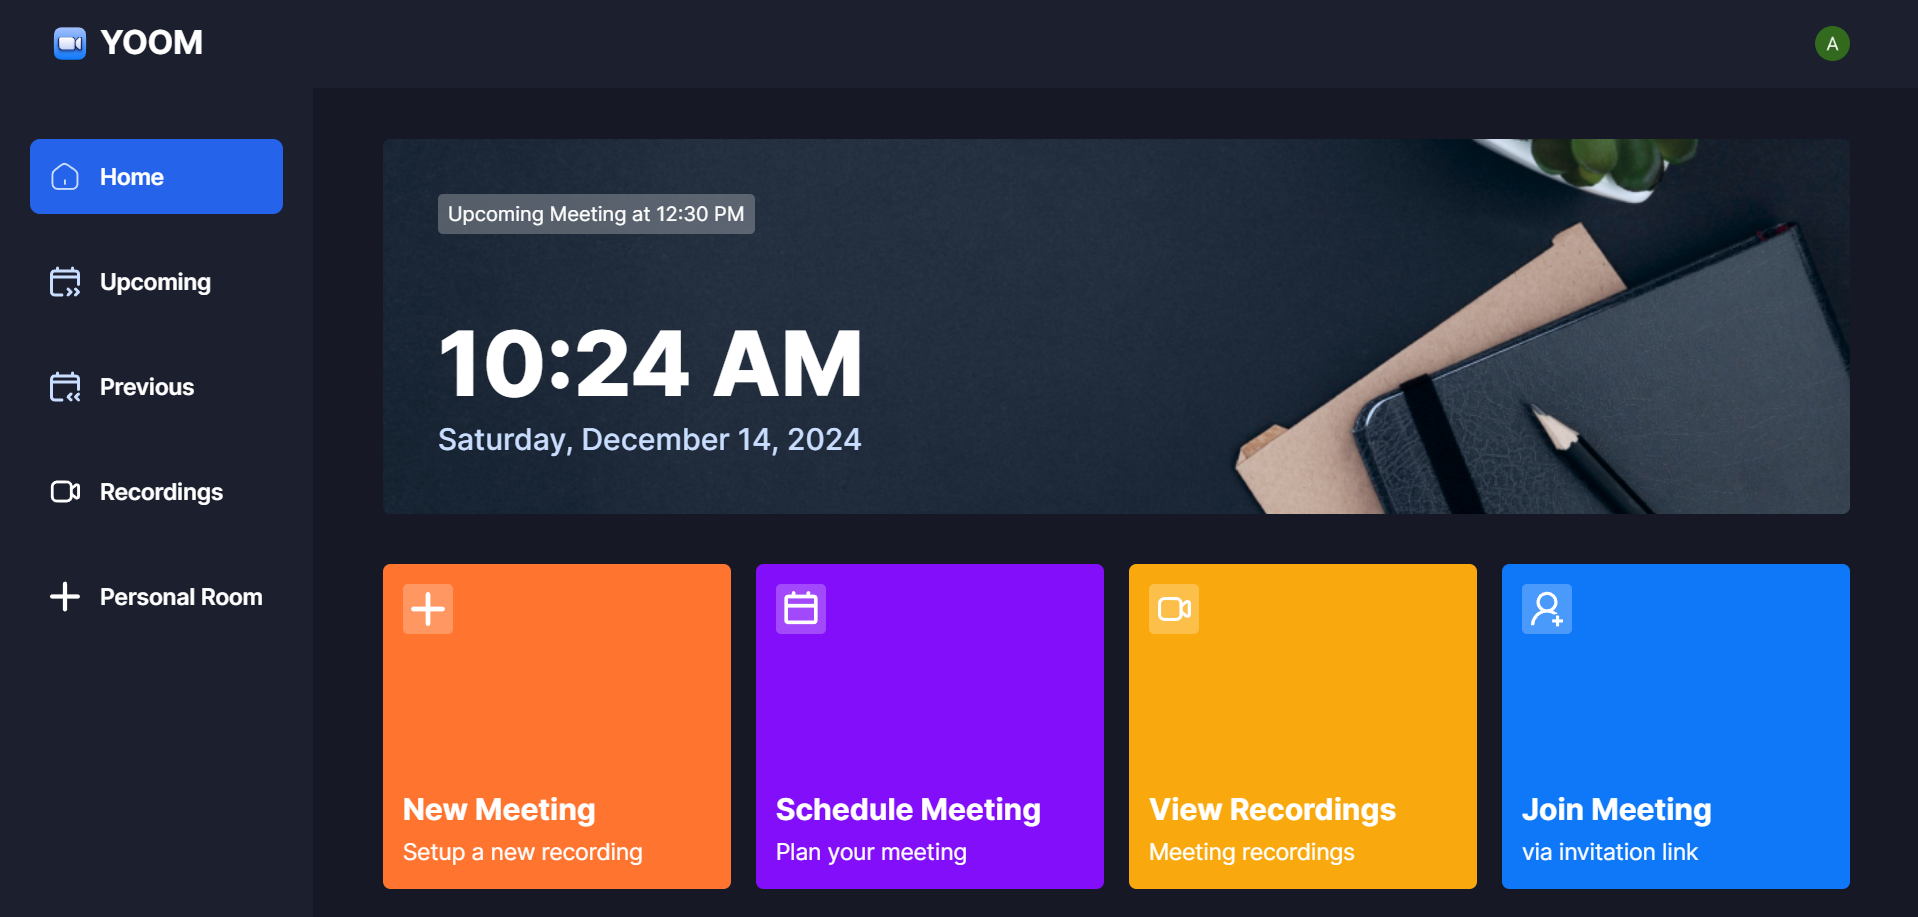 YOOM
A
Home
Upcoming
Previous
Recordings
Personal Room
Upcoming Meeting at 12:30 PM
10:24 AM
Saturday, December 14, 2024
New Meeting
Setup a new recording
Schedule Meeting
Plan your meeting
View Recordings
Meeting recordings
Join Meeting
via invitation link